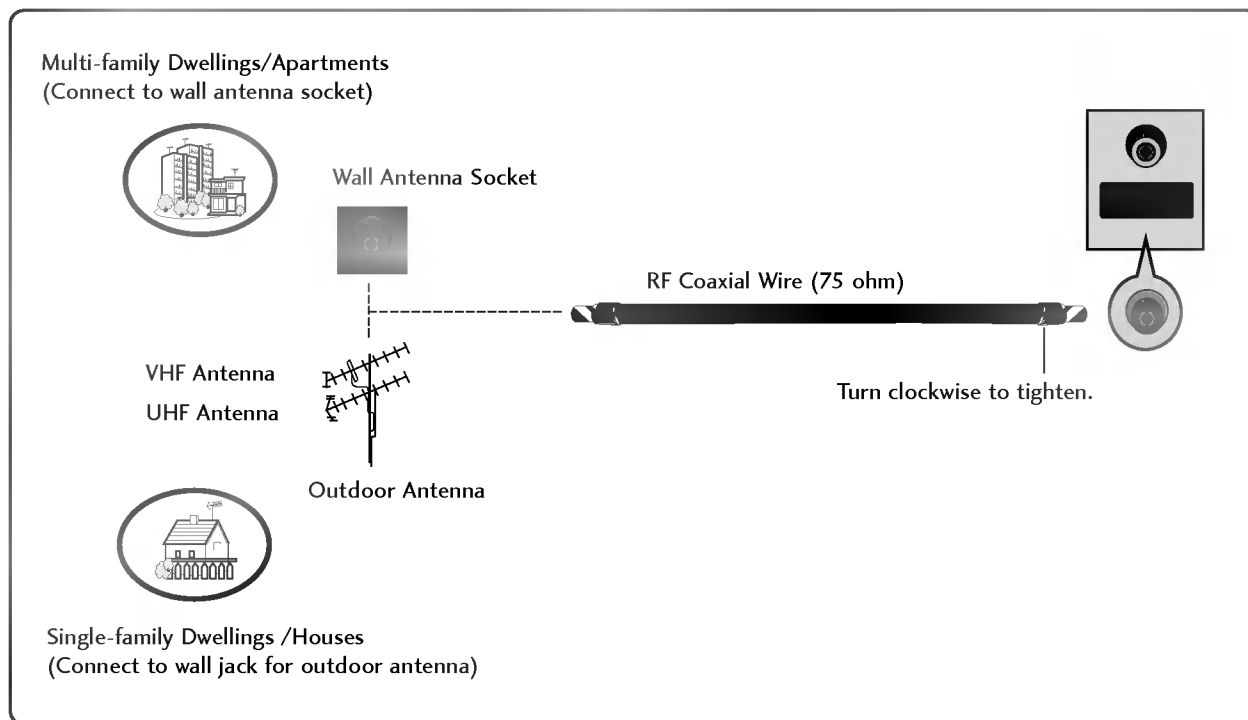 Multi-family Dwellings/Apartments
(Connect to wall antenna socket)
Wall Antenna Socket
RF Coaxial Wire (75 ohm)
VHF Antenna
UHF Antenna
Turn clockwise to tighten.
Outdoor Antenna
Single-family Dwellings /Houses
(Connect to wall jack for outdoor antenna)